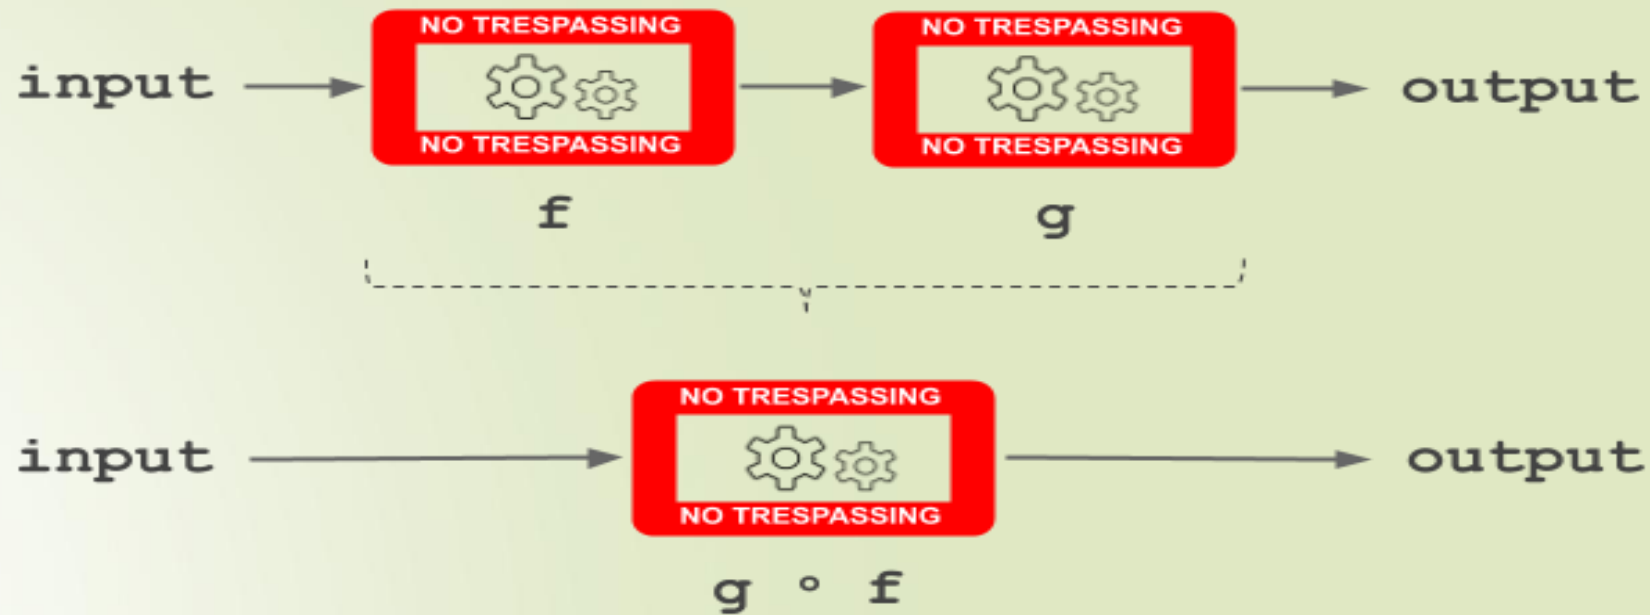 NO TRESPASSING NO TRESPASSING
input output
NO TRESPASSING NO TRESPASSING
f g
NO TRESPASSING
input output
NO TRESPASSING
g ° f